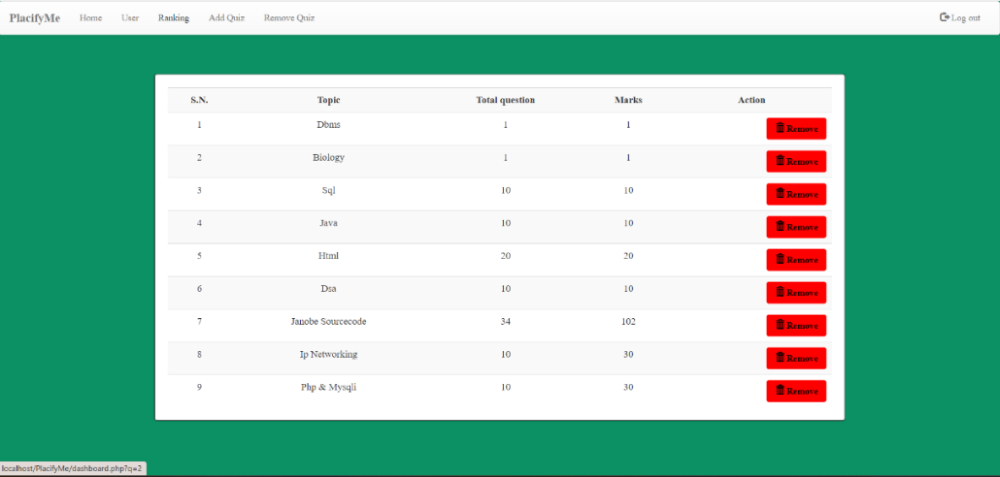 PlacifyMe Home User Ranking Add Quiz Remove Quiz Log out
S.N. Topic Total question Marks Action
1 Dbms 1 1 Remove
2 Biology 1 1 Remove
3 Sql 10 10 Remove
4 Java 10 10 Remove
5 Html 20 20 Remove
6 Dsa 10 10 Remove
7 Janobe Sourcecode 34 102 Remove
8 Ip Networking 10 30 Remove
9 Php & Mysqli 10 30 Remove
localhost/PlacifyMe/dashboard.php?q=2